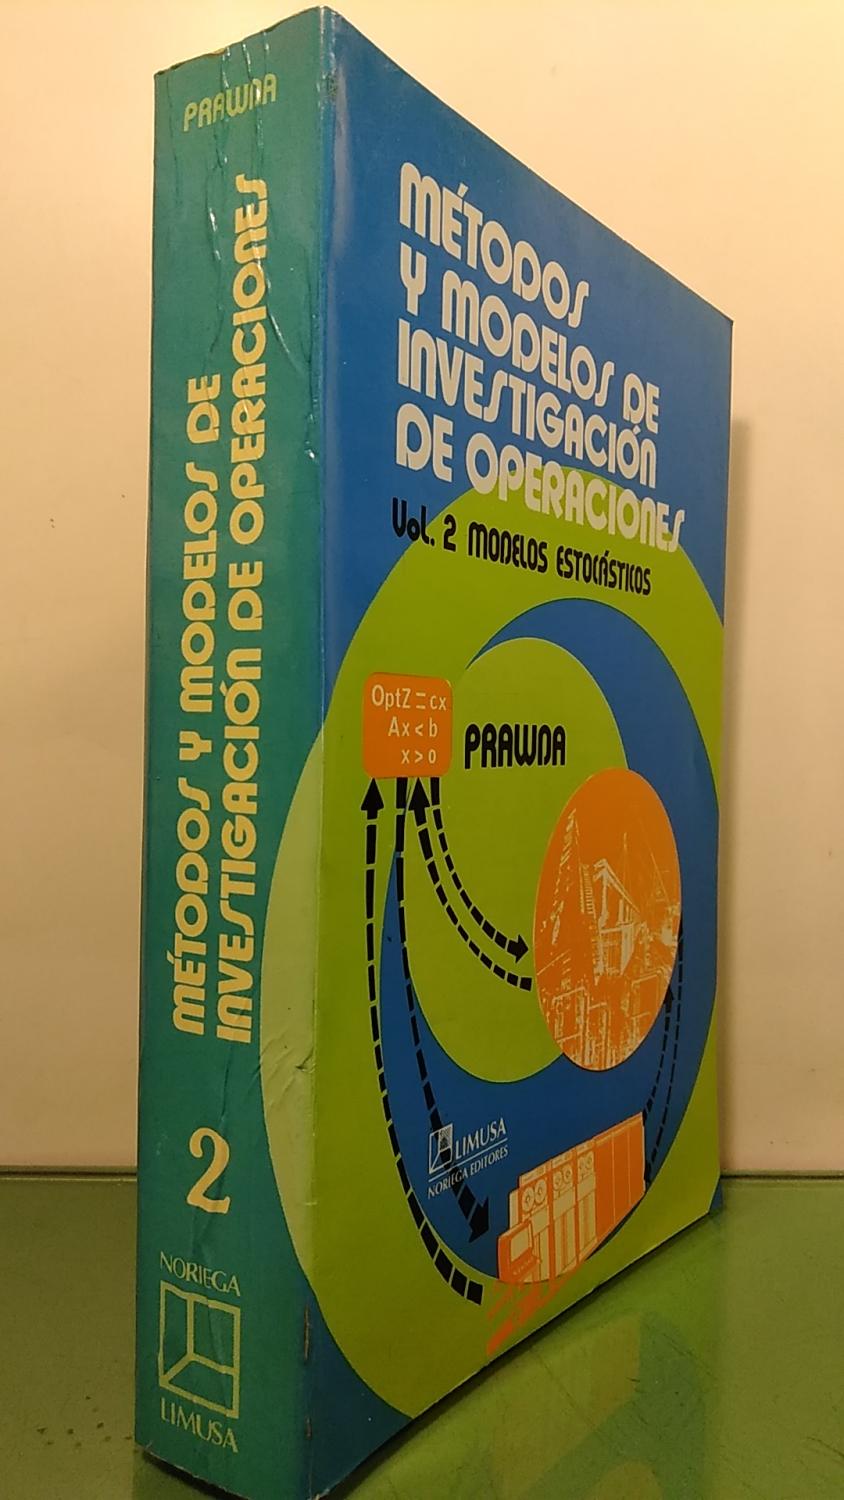 PRAWDA
MÉTODOS Y MODELOS DE
INVESTIGACIÓN DE OPERACIONES
2
NORIEGA
LIMUSA
MÉTODOS
Y MODELOS DE
INVESTIGACIÓN
DE OPERACIONES
Vol. 2 MODELOS ESTOCÁSTICOS
OptZ = cx
Ax < b
x > o
PRAWDA
LIMUSA
NORIEGA EDITORES